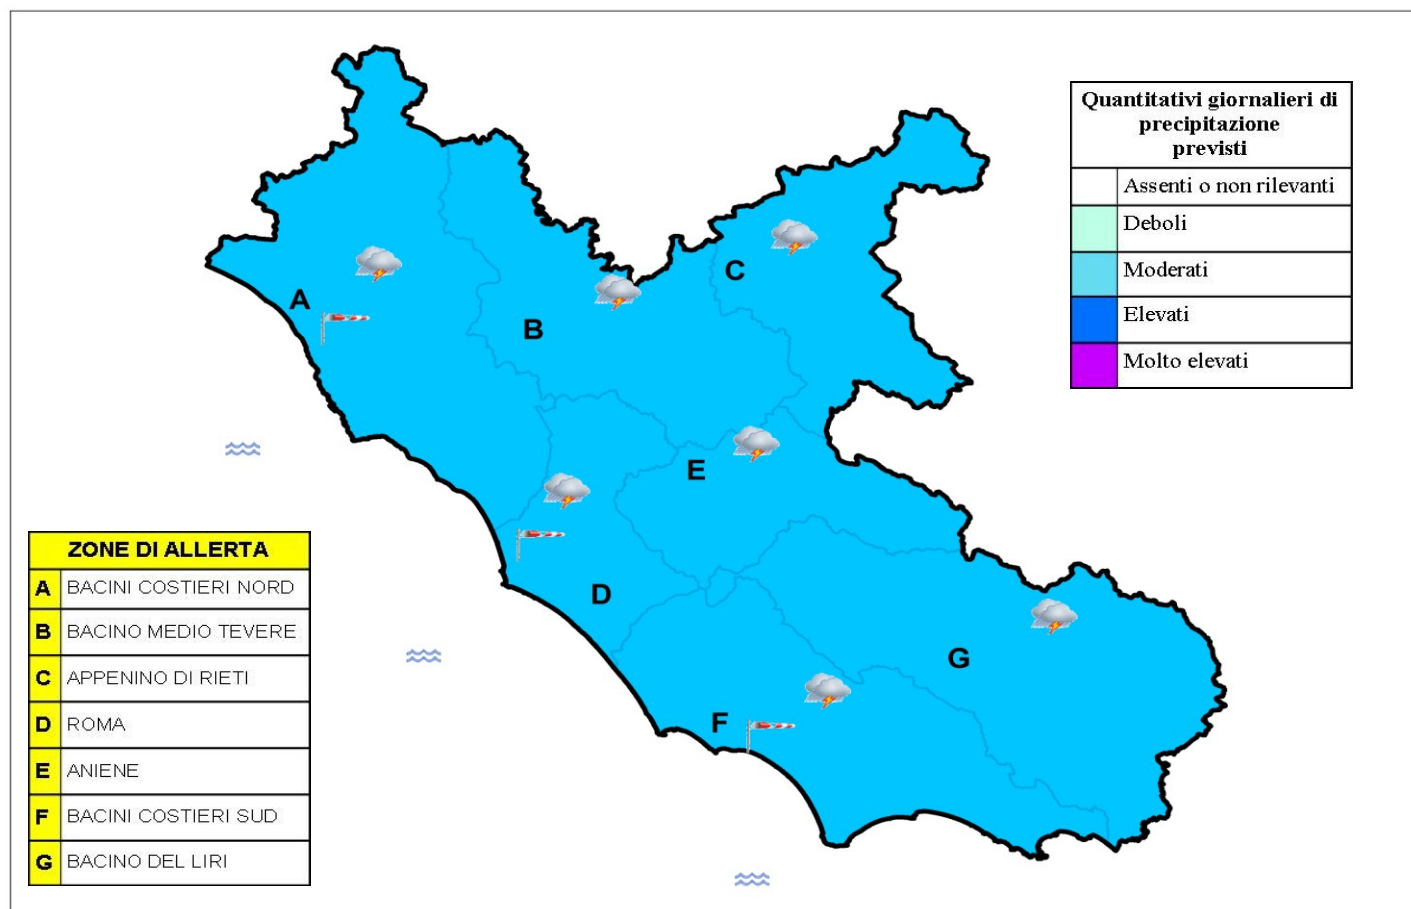 Quantitativi giornalieri di
precipitazione
previsti
Assenti o non rilevanti
Deboli
Moderati
Elevati
Molto elevati
C
A
B
E
D
G
F
ZONE DI ALLERTA
A BACINI COSTIERI NORD
B BACINO MEDIO TEVERE
C APPENINO DI RIETI
D ROMA
E ANIENE
F BACINI COSTIERI SUD
G BACINO DEL LIRI